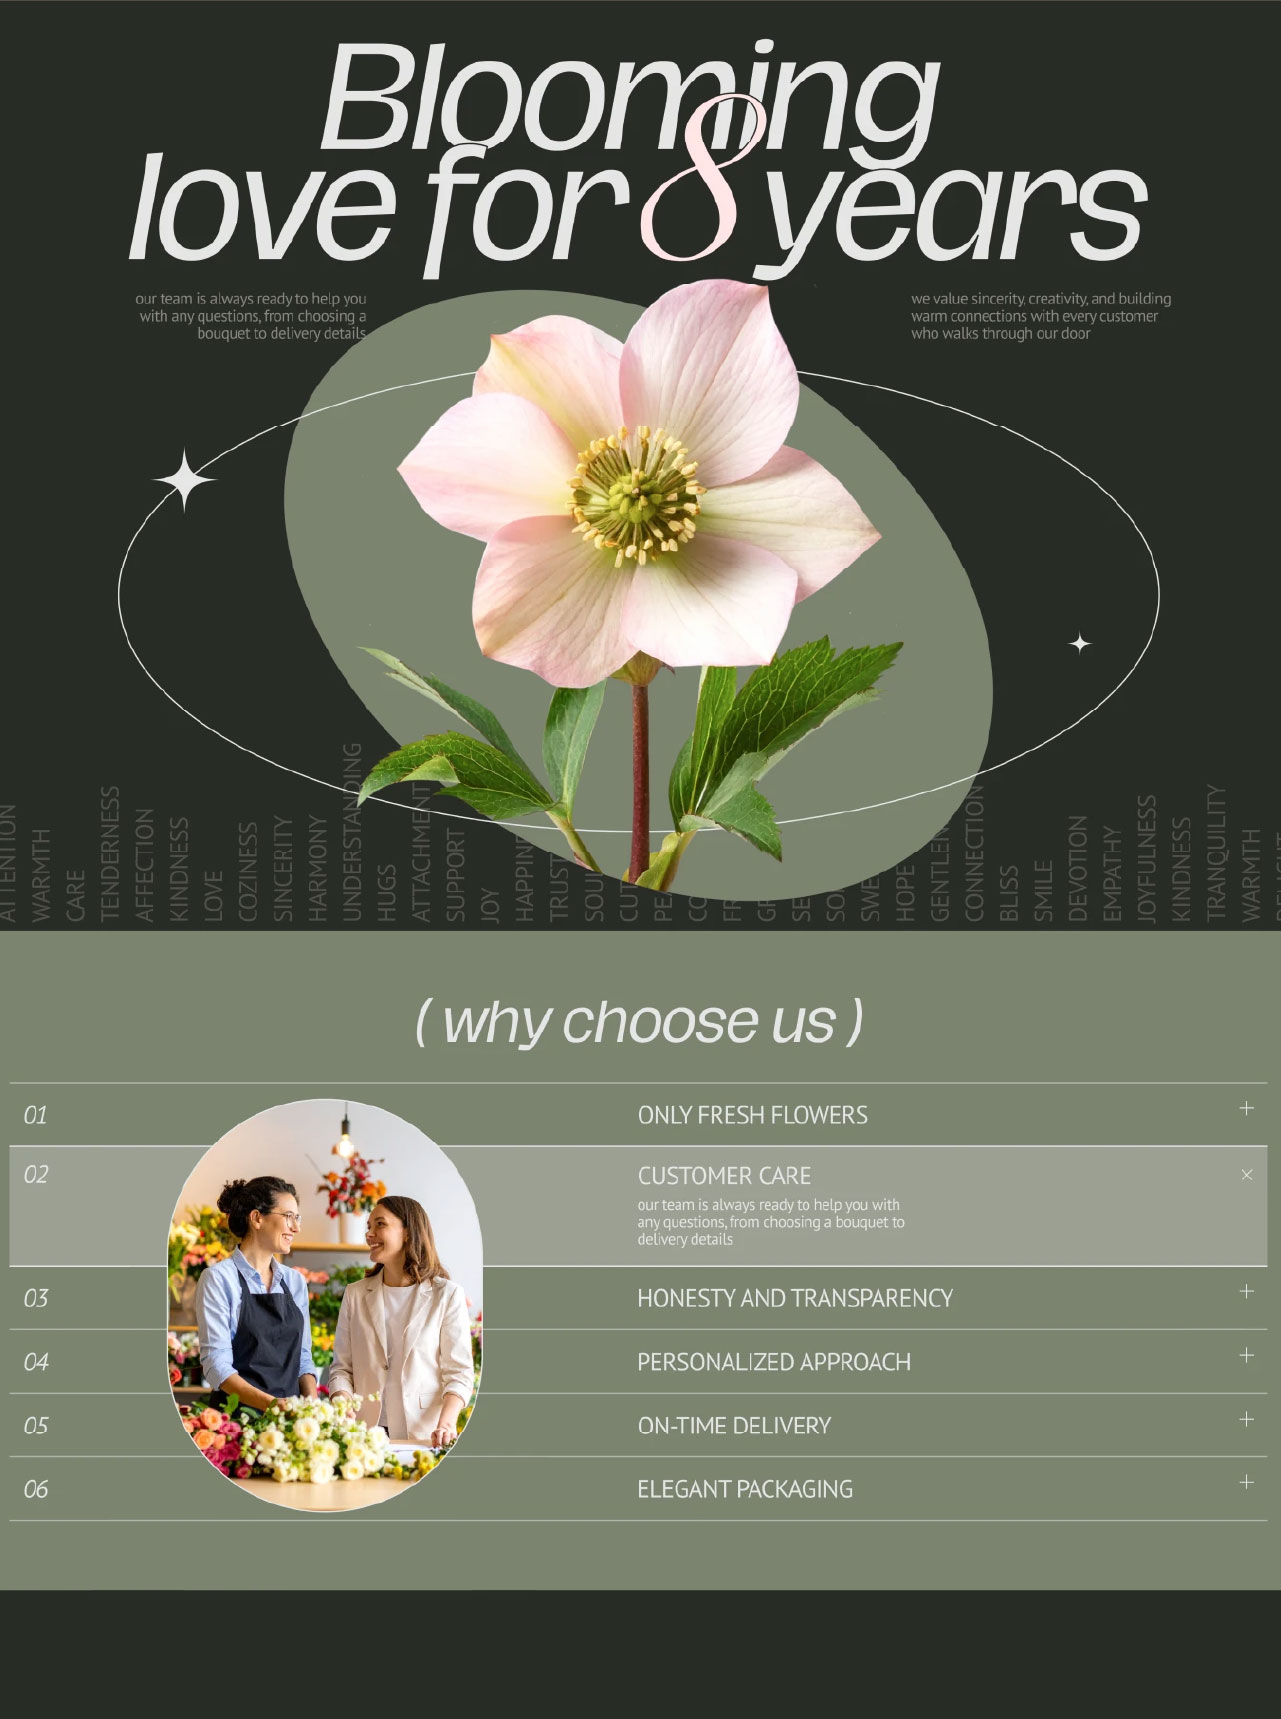 Blooming
love for 8 years
our team is always ready to help you
with any questions, from choosing a
bouquet to delivery details
we value sincerity, creativity, and building
warm connections with every customer
who walks through our door
ATTENTION
WARMTH
CARE
TENDERNESS
AFFECTION
KINDNESS
LOVE
COZINESS
SINCERITY
HARMONY
UNDERSTANDING
HUGS
ATTACHMENT
SUPPORT
JOY
TRUST
HOPE
CONNECTION
BLISS
SMILE
DEVOTION
EMPATHY
JOYFULNESS
KINDNESS
TRANQUILITY
WARMTH
( why choose us )
01
ONLY FRESH FLOWERS
+
02
CUSTOMER CARE
×
our team is always ready to help you with
any questions, from choosing a bouquet to
delivery details
03
HONESTY AND TRANSPARENCY
+
04
PERSONALIZED APPROACH
+
05
ON-TIME DELIVERY
+
06
ELEGANT PACKAGING
+